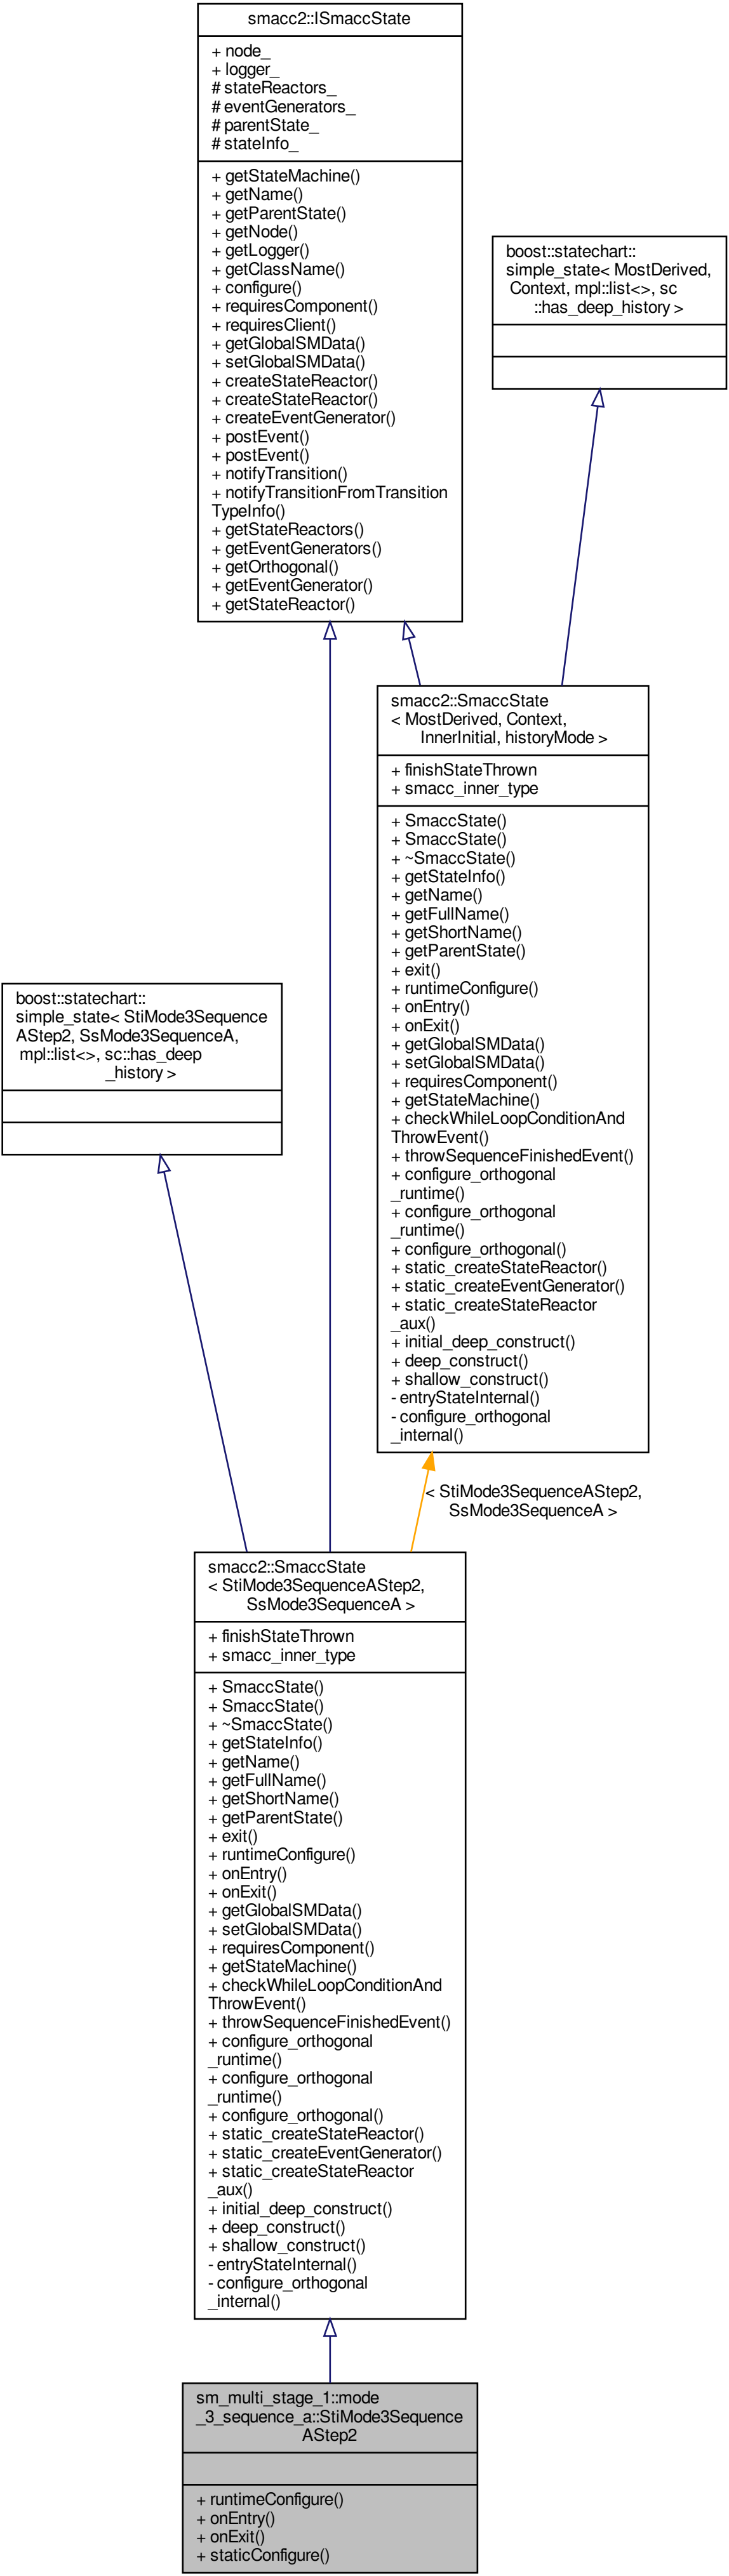 smacc2::ISmaccState
+ node_
+ logger_
# stateReactors_
# eventGenerators_
# parentState_
# stateInfo_
+ getStateMachine()
+ getName()
+ getParentState()
+ getNode()
+ getLogger()
+ getClassName()
+ configure()
+ requiresComponent()
+ requiresClient()
+ getGlobalSMData()
+ setGlobalSMData()
+ createStateReactor()
+ createStateReactor()
+ createEventGenerator()
+ postEvent()
+ postEvent()
+ notifyTransition()
+ notifyTransitionFromTransition
TypeInfo()
+ getStateReactors()
+ getEventGenerators()
+ getOrthogonal()
+ getEventGenerator()
+ getStateReactor()
boost::statechart::
simple_state< MostDerived,
Context, mpl::list<>, sc
::has_deep_history >
smacc2::SmaccState
< MostDerived, Context,
InnerInitial, historyMode >
+ finishStateThrown
+ smacc_inner_type
+ SmaccState()
+ SmaccState()
+ ~SmaccState()
+ getStateInfo()
+ getName()
+ getFullName()
+ getShortName()
+ getParentState()
+ exit()
+ runtimeConfigure()
+ onEntry()
+ onExit()
+ getGlobalSMData()
+ setGlobalSMData()
+ requiresComponent()
+ getStateMachine()
+ checkWhileLoopConditionAnd
ThrowEvent()
+ throwSequenceFinishedEvent()
+ configure_orthogonal
_runtime()
+ configure_orthogonal
_runtime()
+ configure_orthogonal()
+ static_createStateReactor()
+ static_createEventGenerator()
+ static_createStateReactor
_aux()
+ initial_deep_construct()
+ deep_construct()
+ shallow_construct()
- entryStateInternal()
- configure_orthogonal
_internal()
boost::statechart::
simple_state< StiMode3Sequence
AStep2, SsMode3SequenceA,
mpl::list<>, sc::has_deep
_history >
< StiMode3SequenceAStep2,
SsMode3SequenceA >
smacc2::SmaccState
< StiMode3SequenceAStep2,
SsMode3SequenceA >
+ finishStateThrown
+ smacc_inner_type
+ SmaccState()
+ SmaccState()
+ ~SmaccState()
+ getStateInfo()
+ getName()
+ getFullName()
+ getShortName()
+ getParentState()
+ exit()
+ runtimeConfigure()
+ onEntry()
+ onExit()
+ getGlobalSMData()
+ setGlobalSMData()
+ requiresComponent()
+ getStateMachine()
+ checkWhileLoopConditionAnd
ThrowEvent()
+ throwSequenceFinishedEvent()
+ configure_orthogonal
_runtime()
+ configure_orthogonal
_runtime()
+ configure_orthogonal()
+ static_createStateReactor()
+ static_createEventGenerator()
+ static_createStateReactor
_aux()
+ initial_deep_construct()
+ deep_construct()
+ shallow_construct()
- entryStateInternal()
- configure_orthogonal
_internal()
sm_multi_stage_1::mode
_3_sequence_a::StiMode3Sequence
AStep2
+ runtimeConfigure()
+ onEntry()
+ onExit()
+ staticConfigure()